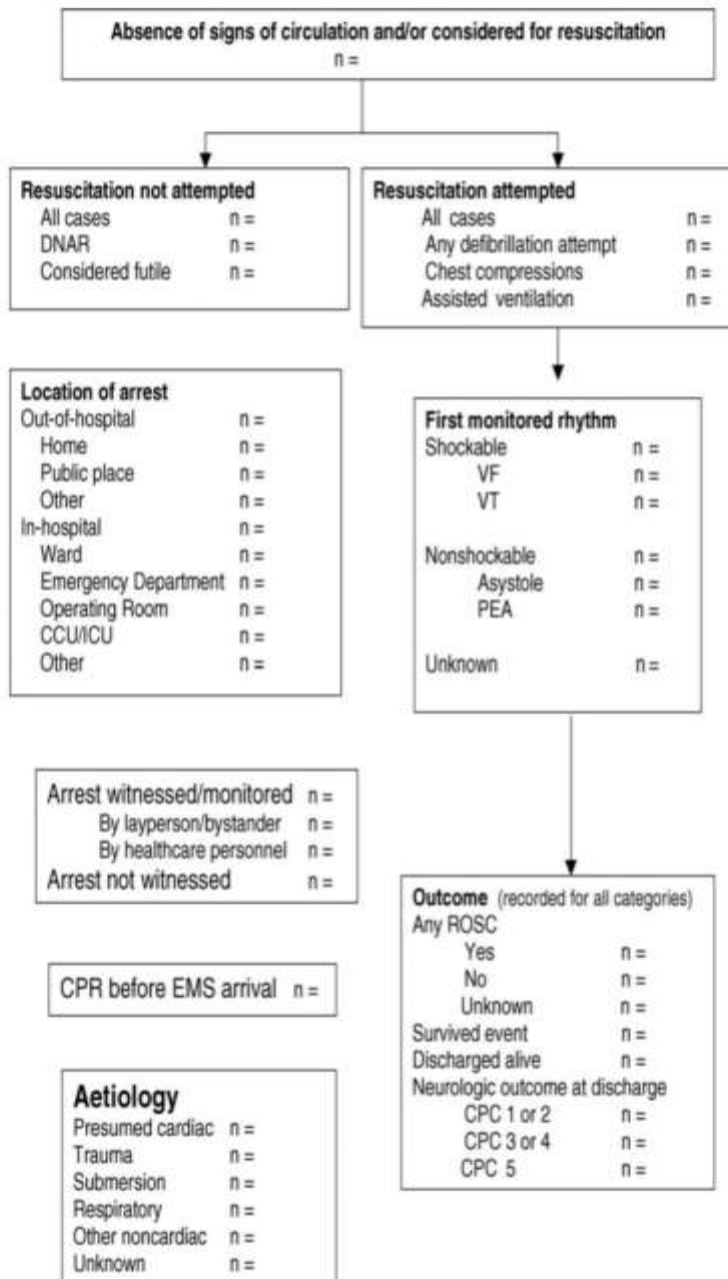 Absence of signs of circulation and/or considered for resuscitation
n =
Resuscitation not attempted
All cases n =
DNAR n =
Considered futile n =
Resuscitation attempted
All cases n =
Any defibrillation attempt n =
Chest compressions n =
Assisted ventilation n =
Location of arrest
Out-of-hospital n =
Home n =
Public place n =
Other n =
In-hospital n =
Ward n =
Emergency Department n =
Operating Room n =
CCU/ICU n =
Other n =
First monitored rhythm
Shockable n =
VF n =
VT n =
Nonshockable n =
Asystole n =
PEA n =
Unknown n =
Arrest witnessed/monitored n =
By layperson/bystander n =
By healthcare personnel n =
Arrest not witnessed n =
CPR before EMS arrival n =
Aetiology
Presumed cardiac n =
Trauma n =
Submersion n =
Respiratory n =
Other noncardiac n =
Unknown n =
Outcome (recorded for all categories)
Any ROSC
Yes n =
No n =
Unknown n =
Survived event n =
Discharged alive n =
Neurologic outcome at discharge
CPC 1 or 2 n =
CPC 3 or 4 n =
CPC 5 n =